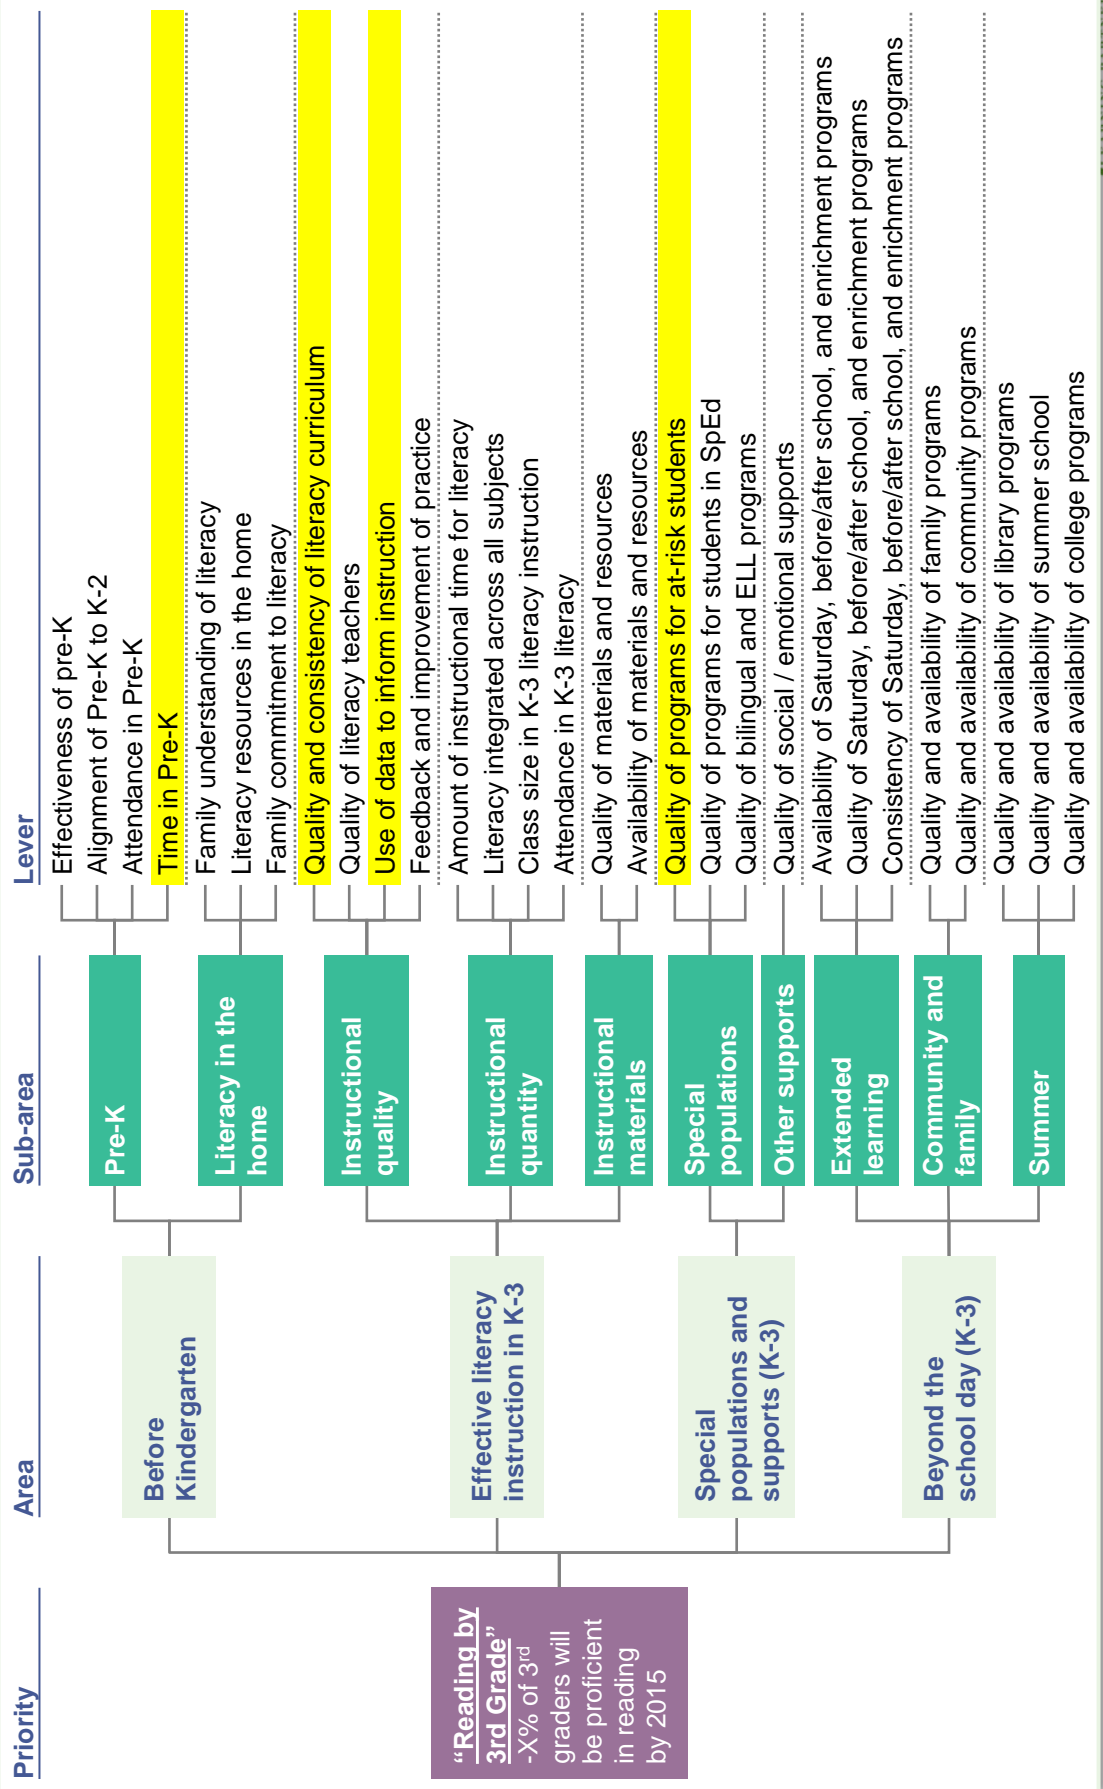 Priority
Area
Sub-area
Lever
“Reading by
3rd Grade”
-X% of 3rd
graders will
be proficient
in reading
by 2015
Before
Kindergarten
Pre-K
Effectiveness of pre-K
Alignment of Pre-K to K-2
Attendance in Pre-K
Time in Pre-K
Literacy in the
home
Family understanding of literacy
Literacy resources in the home
Family commitment to literacy
Effective literacy
instruction in K-3
Instructional
quality
Quality and consistency of literacy curriculum
Quality of literacy teachers
Use of data to inform instruction
Feedback and improvement of practice
Instructional
quantity
Amount of instructional time for literacy
Literacy integrated across all subjects
Class size in K-3 literacy instruction
Attendance in K-3 literacy
Instructional
materials
Quality of materials and resources
Availability of materials and resources
Special
populations and
supports (K-3)
Special
populations
Quality of programs for at-risk students
Quality of programs for students in SpEd
Quality of bilingual and ELL programs
Other supports
Quality of social / emotional supports
Beyond the
school day (K-3)
Extended
learning
Availability of Saturday, before/after school, and enrichment programs
Quality of Saturday, before/after school, and enrichment programs
Consistency of Saturday, before/after school, and enrichment programs
Community and
family
Quality and availability of family programs
Quality and availability of community programs
Summer
Quality and availability of library programs
Quality and availability of summer school
Quality and availability of college programs